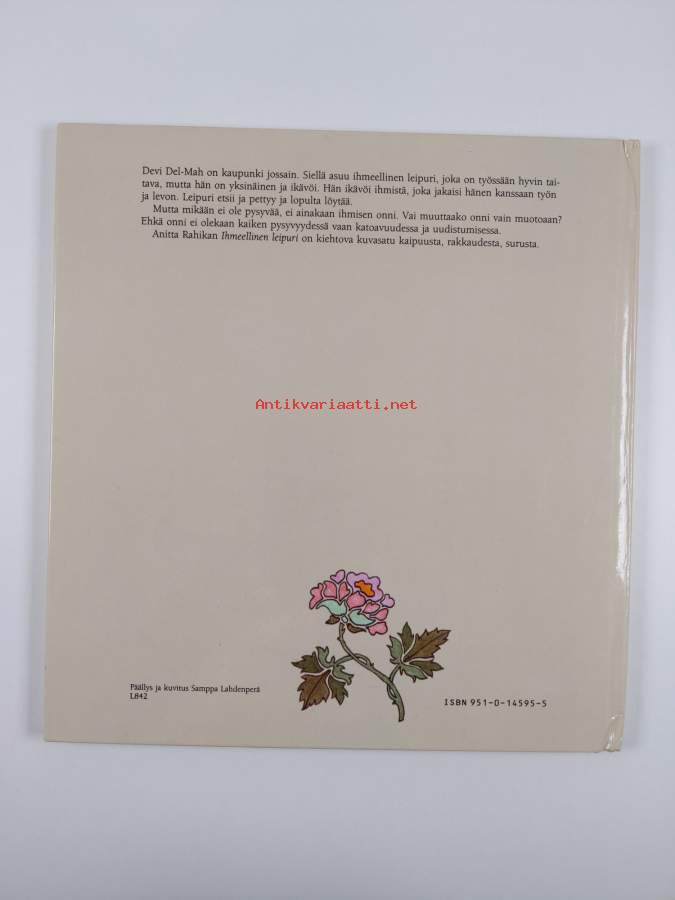 Devi Del-Mah on kaupunki jossain. Siellä asuu ihmeellinen leipuri, joka on työssään hyvin tai-
tava, mutta hän on yksinäinen ja ikävöi. Hän ikävöi ihmistä, joka jakaisi hänen kanssaan työn
ja levon. Leipuri etsii ja pettyy ja lopulta löytää.
Mutta mikään ei ole pysyvää, ei ainakaan ihmisen onni. Vai muuttaako onni vain muotoaan?
Ehkä onni ei olekaan kaiken pysyvyydessä vaan katoavuudessa ja uudistumisessa.
Anitta Rahikan Ihmeellinen leipuri on kiehtova kuvasatu kaipuusta, rakkaudesta, surusta.
Antikvariaatti.net
Päällys ja kuvitus Samppa Lahdenperä
L842
ISBN 951-0-14595-5